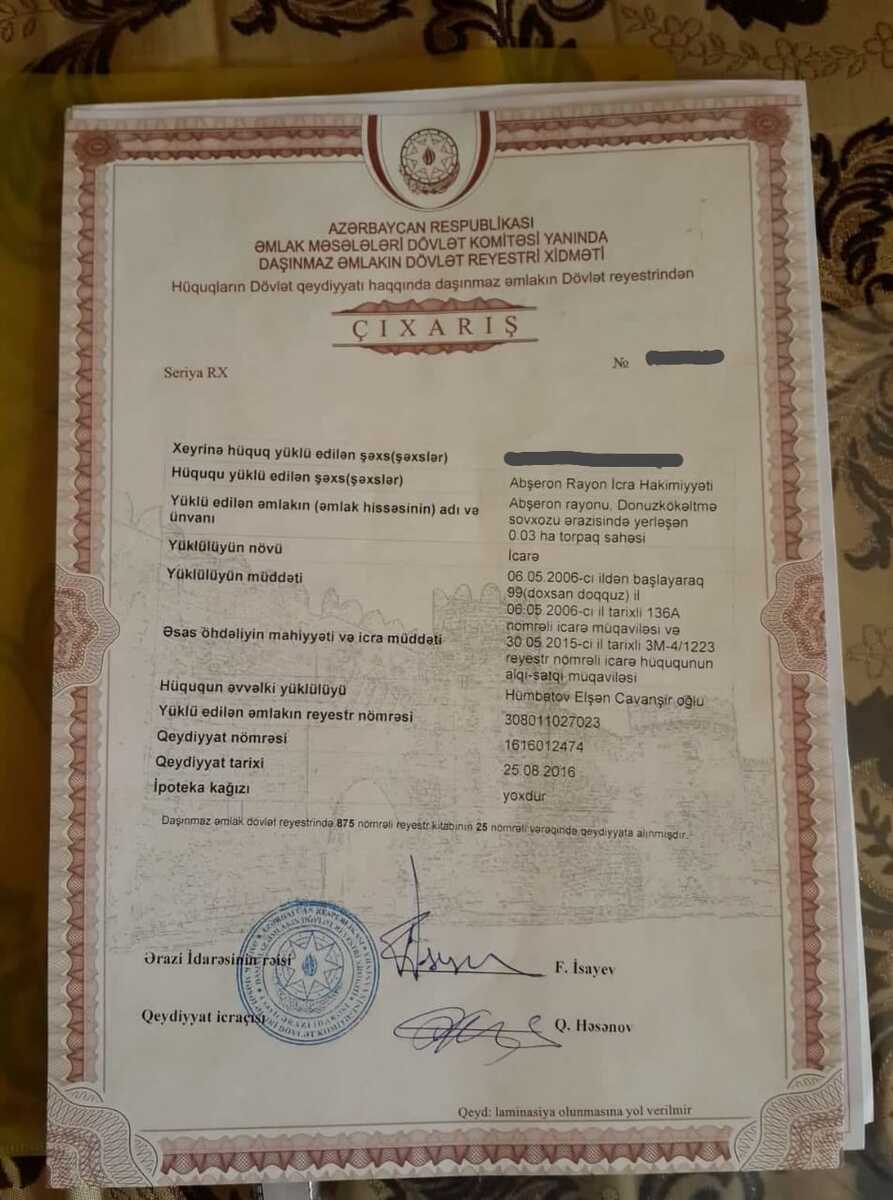 AZƏRBAYCAN RESPUBLİKASI
ƏMLAK MƏSƏLƏLƏRİ DÖVLƏT KOMİTƏSİ YANINDA
DAŞINMAZ ƏMLAKIN DÖVLƏT REYESTRİ XİDMƏTİ
Hüquqların Dövlət qeydiyyatı haqqında daşınmaz əmlakın Dövlət reyestrindən
ÇIXARIŞ
Seriya RX
№
Xeyrinə hüquq yüklü edilən şəxs(şəxslər)
Hüququ yüklü edilən şəxs(şəxslər)
Abşeron Rayon İcra Hakimiyyəti
Yüklü edilən əmlakın (əmlak hissəsinin) adı və
ünvanı
Abşeron rayonu, Donuzkökəltmə
sovxozu ərazisində yerləşən
0.03 ha torpaq sahəsi
Yüklülüyün növü
İcarə
Yüklülüyün müddəti
06.05.2006-cı ildən başlayaraq
99(doxsan doqquz) il
Əsas öhdəliyin mahiyyəti və icra müddəti
06.05.2006-cı il tarixli 136A
nömrəli icarə müqaviləsi və
30.05.2015-ci il tarixli 3M-4/1223
reyestr nömrəli icarə hüququnun
alqı-satqı müqaviləsi
Hüququn əvvəlki yüklülüyü
Hümbətov Elşən Cavanşir oğlu
Yüklü edilən əmlakın reyestr nömrəsi
308011027023
Qeydiyyat nömrəsi
1616012474
Qeydiyyat tarixi
25.08.2016
İpoteka kağızı
yoxdur
Daşınmaz əmlak dövlət reyestrində 875 nömrəli reyestr kitabının 25 nömrəli vərəqində qeydiyyata alınmışdır.
Ərazi İdarəsinin rəisi
F. İsayev
Qeydiyyat icraçısı
Q. Həsənov
Qeyd: laminasiya olunmasına yol verilmir